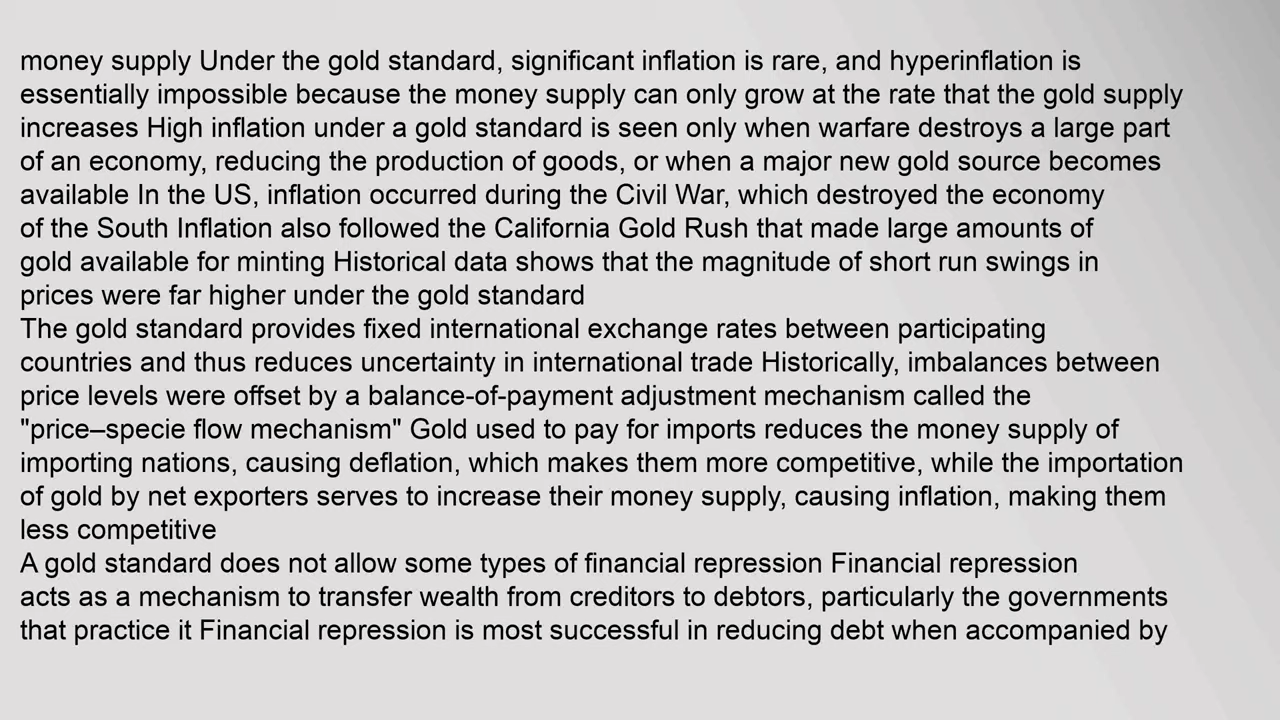 money supply Under the gold standard, significant inflation is rare, and hyperinflation is
essentially impossible because the money supply can only grow at the rate that the gold supply
increases High inflation under a gold standard is seen only when warfare destroys a large part
of an economy, reducing the production of goods, or when a major new gold source becomes
available In the US, inflation occurred during the Civil War, which destroyed the economy
of the South Inflation also followed the California Gold Rush that made large amounts of
gold available for minting Historical data shows that the magnitude of short run swings in
prices were far higher under the gold standard
The gold standard provides fixed international exchange rates between participating
countries and thus reduces uncertainty in international trade Historically, imbalances between
price levels were offset by a balance-of-payment adjustment mechanism called the
"price–specie flow mechanism" Gold used to pay for imports reduces the money supply of
importing nations, causing deflation, which makes them more competitive, while the importation
of gold by net exporters serves to increase their money supply, causing inflation, making them
less competitive
A gold standard does not allow some types of financial repression Financial repression
acts as a mechanism to transfer wealth from creditors to debtors, particularly the governments
that practice it Financial repression is most successful in reducing debt when accompanied by